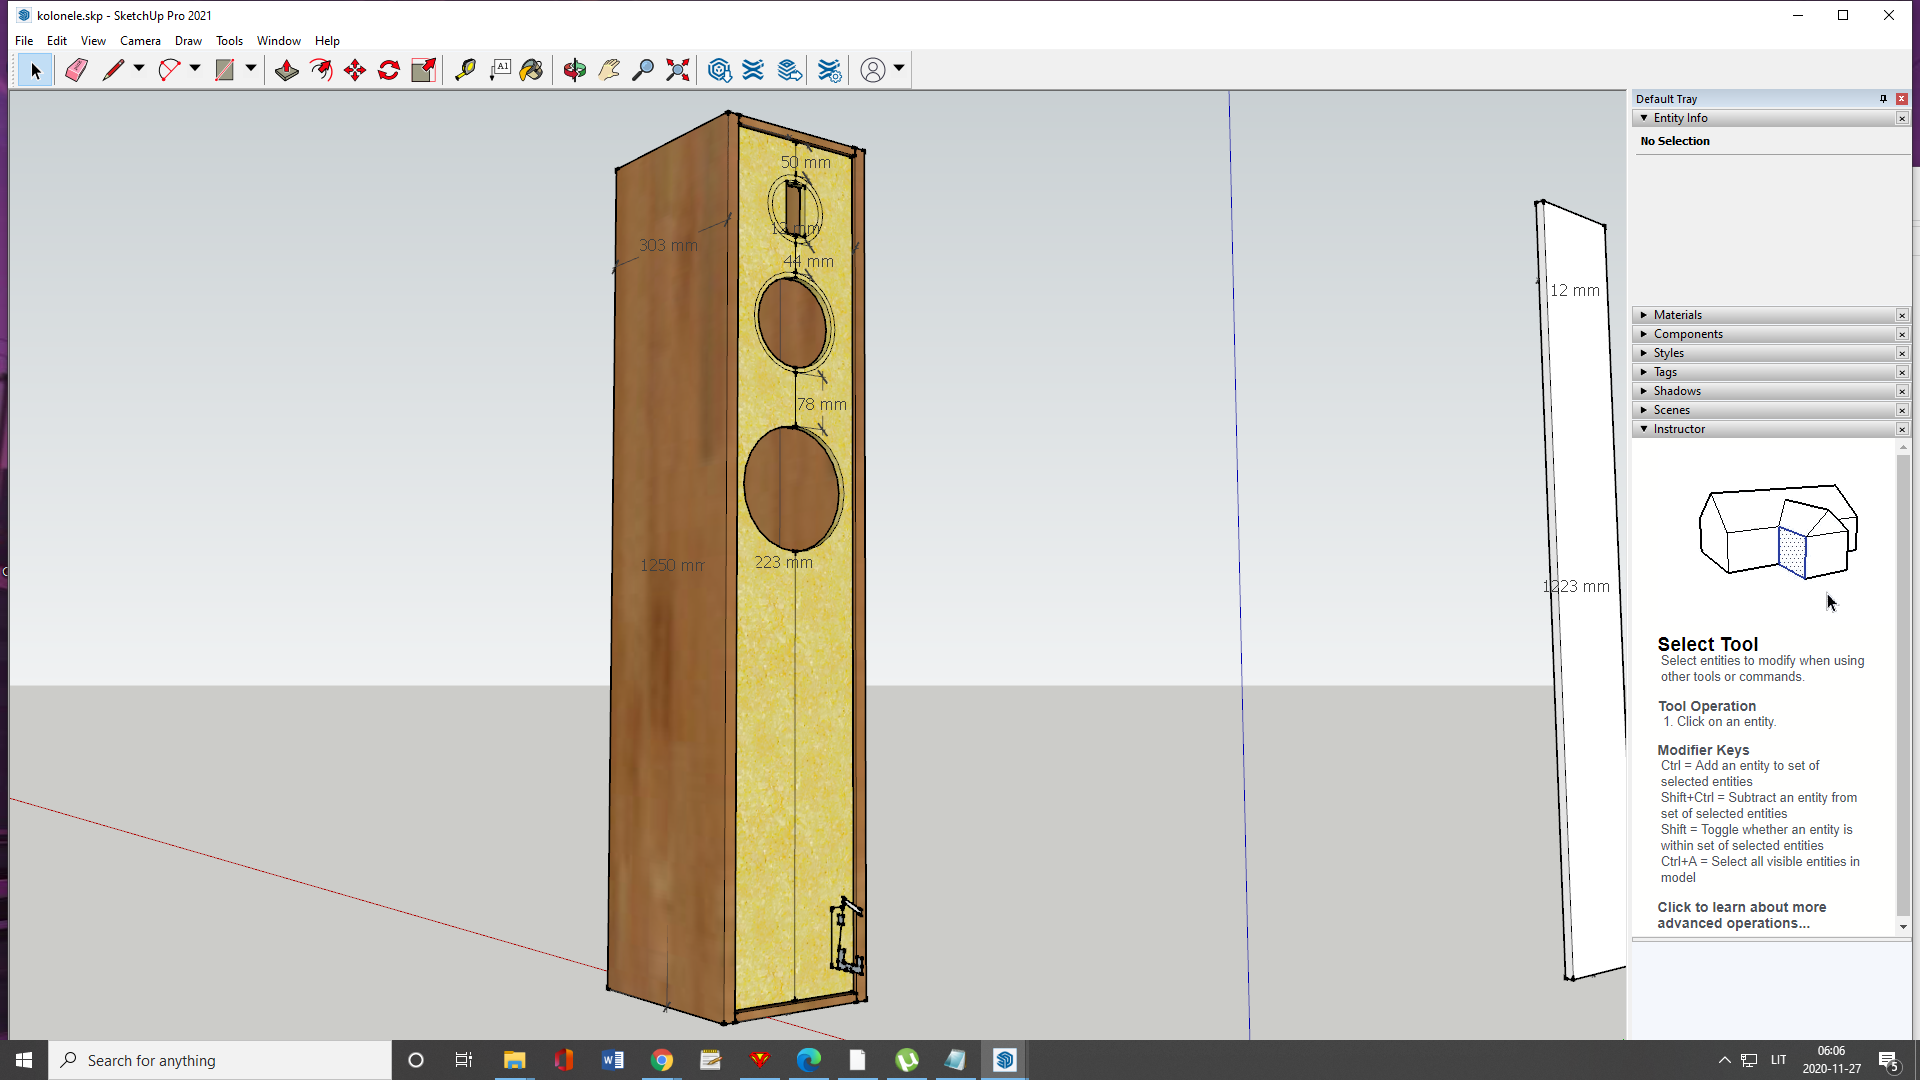 kolonele.skp - SketchUp Pro 2021
File Edit View Camera Draw Tools Window Help
A1
Default Tray
Entity Info
No Selection
50 mm
12 mm
303 mm
44 mm
12 mm
Materials
Components
Styles
Tags
Shadows
Scenes
Instructor
78 mm
223 mm
1250 mm
1223 mm
Select Tool
Select entities to modify when using
other tools or commands.
Tool Operation
1. Click on an entity.
Modifier Keys
Ctrl = Add an entity to set of
selected entities
Shift+Ctrl = Subtract an entity from
set of selected entities
Shift = Toggle whether an entity is
within set of selected entities
Ctrl+A = Select all visible entities in
model
Click to learn about more
advanced operations...
Search for anything
LIT
06:06
2020-11-27
5